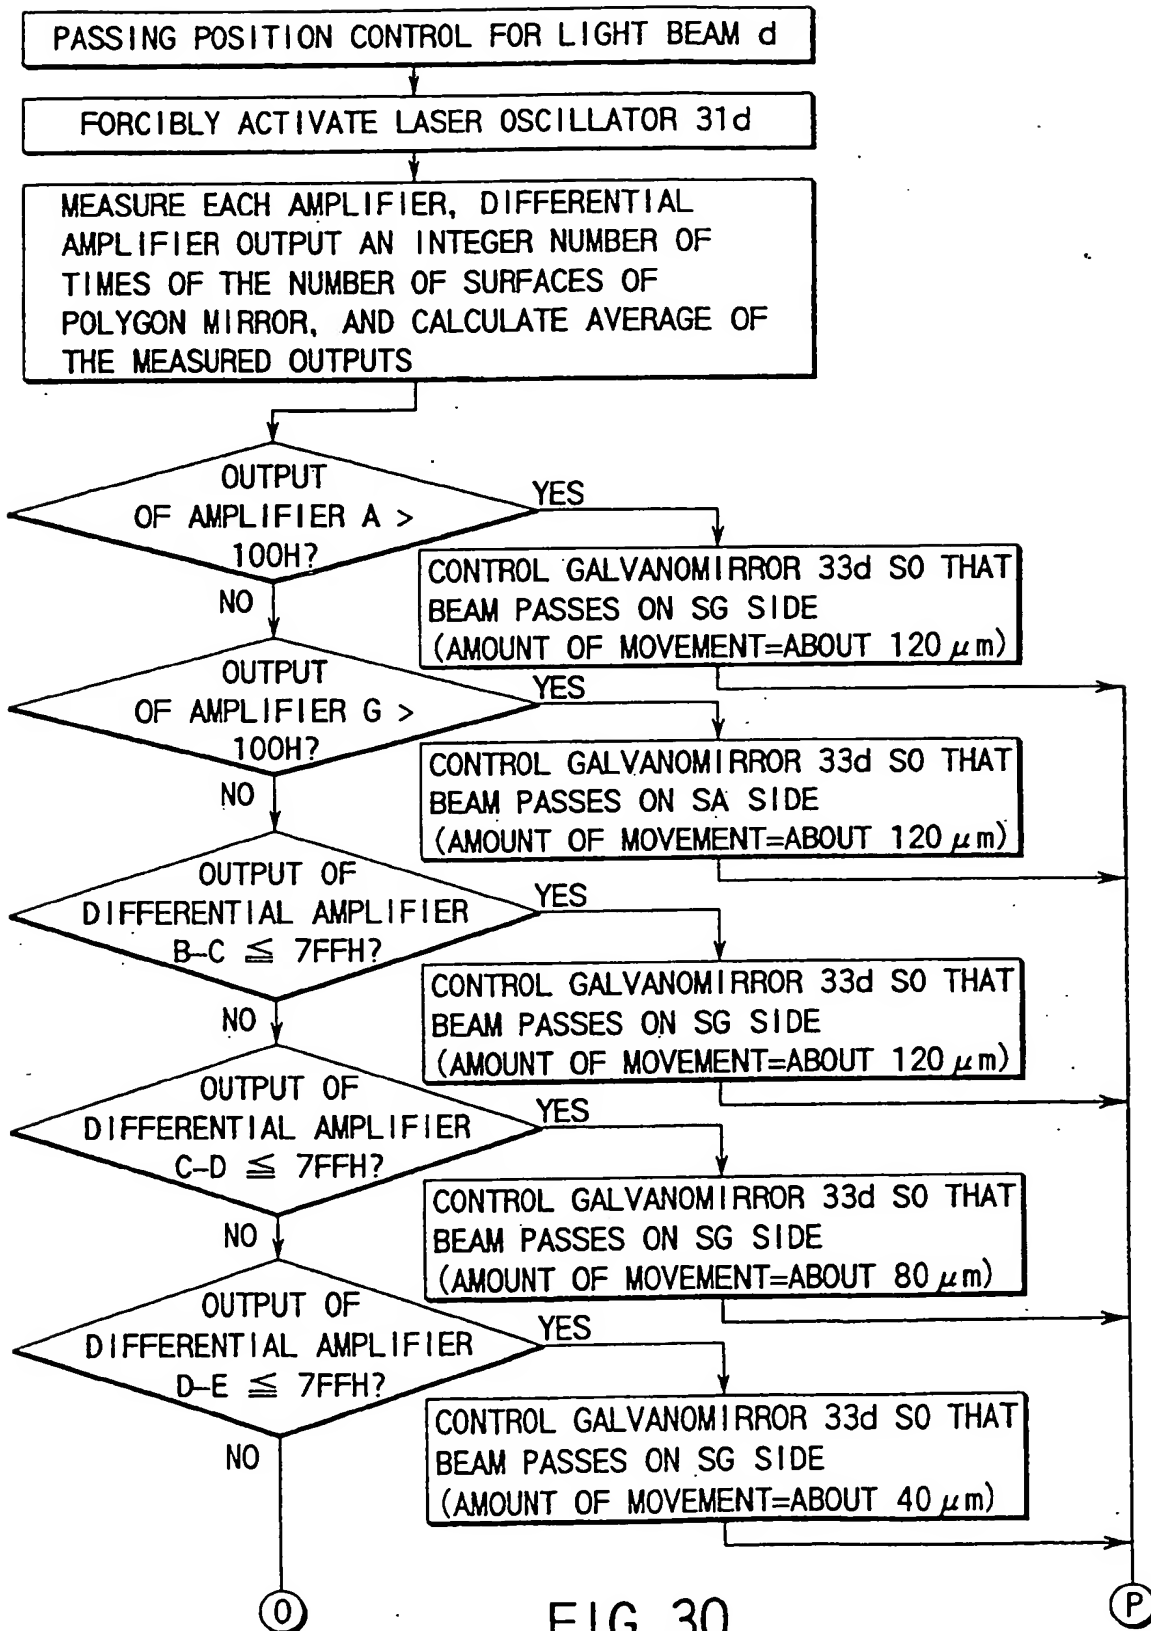 PASSING POSITION CONTROL FOR LIGHT BEAM d
FORCIBLY ACTIVATE LASER OSCILLATOR 31d
MEASURE EACH AMPLIFIER, DIFFERENTIAL
AMPLIFIER OUTPUT AN INTEGER NUMBER OF
TIMES OF THE NUMBER OF SURFACES OF
POLYGON MIRROR, AND CALCULATE AVERAGE OF
THE MEASURED OUTPUTS
OUTPUT
OF AMPLIFIER A >
100H?
YES
NO
CONTROL GALVANOMIRROR 33d SO THAT
BEAM PASSES ON SG SIDE
(AMOUNT OF MOVEMENT=ABOUT 120 μm)
OUTPUT
OF AMPLIFIER G >
100H?
YES
NO
CONTROL GALVANOMIRROR 33d SO THAT
BEAM PASSES ON SA SIDE
(AMOUNT OF MOVEMENT=ABOUT 120 μm)
OUTPUT OF
DIFFERENTIAL AMPLIFIER
B-C ≦ 7FFH?
YES
NO
CONTROL GALVANOMIRROR 33d SO THAT
BEAM PASSES ON SG SIDE
(AMOUNT OF MOVEMENT=ABOUT 120 μm)
OUTPUT OF
DIFFERENTIAL AMPLIFIER
C-D ≦ 7FFH?
YES
NO
CONTROL GALVANOMIRROR 33d SO THAT
BEAM PASSES ON SG SIDE
(AMOUNT OF MOVEMENT=ABOUT 80 μm)
OUTPUT OF
DIFFERENTIAL AMPLIFIER
D-E ≦ 7FFH?
YES
NO
CONTROL GALVANOMIRROR 33d SO THAT
BEAM PASSES ON SG SIDE
(AMOUNT OF MOVEMENT=ABOUT 40 μm)
O
P
FIG. 30